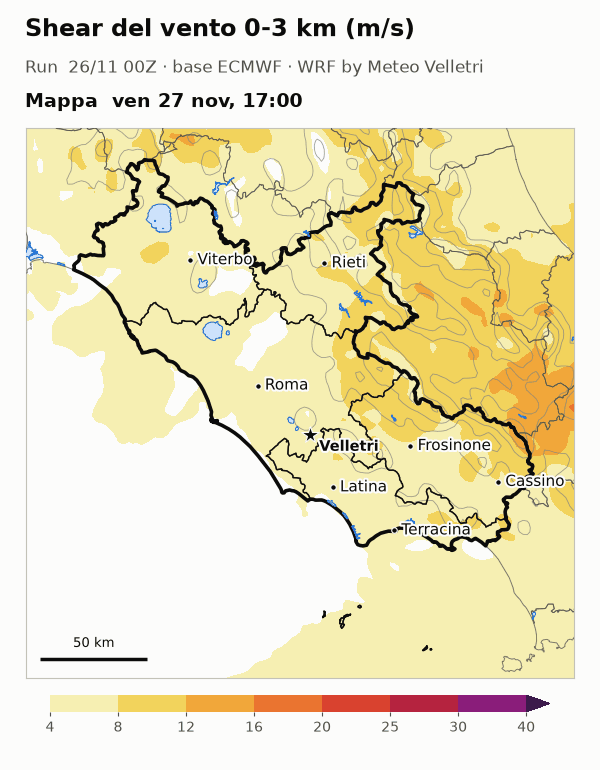 Shear del vento 0-3 km (m/s)
Run  26/11 00Z · base ECMWF · WRF by Meteo Velletri
Mappa  ven 27 nov, 17:00
Viterbo
Rieti
Roma
Velletri
Frosinone
Latina
Cassino
Terracina
50 km
4 8 12 16 20 25 30 40